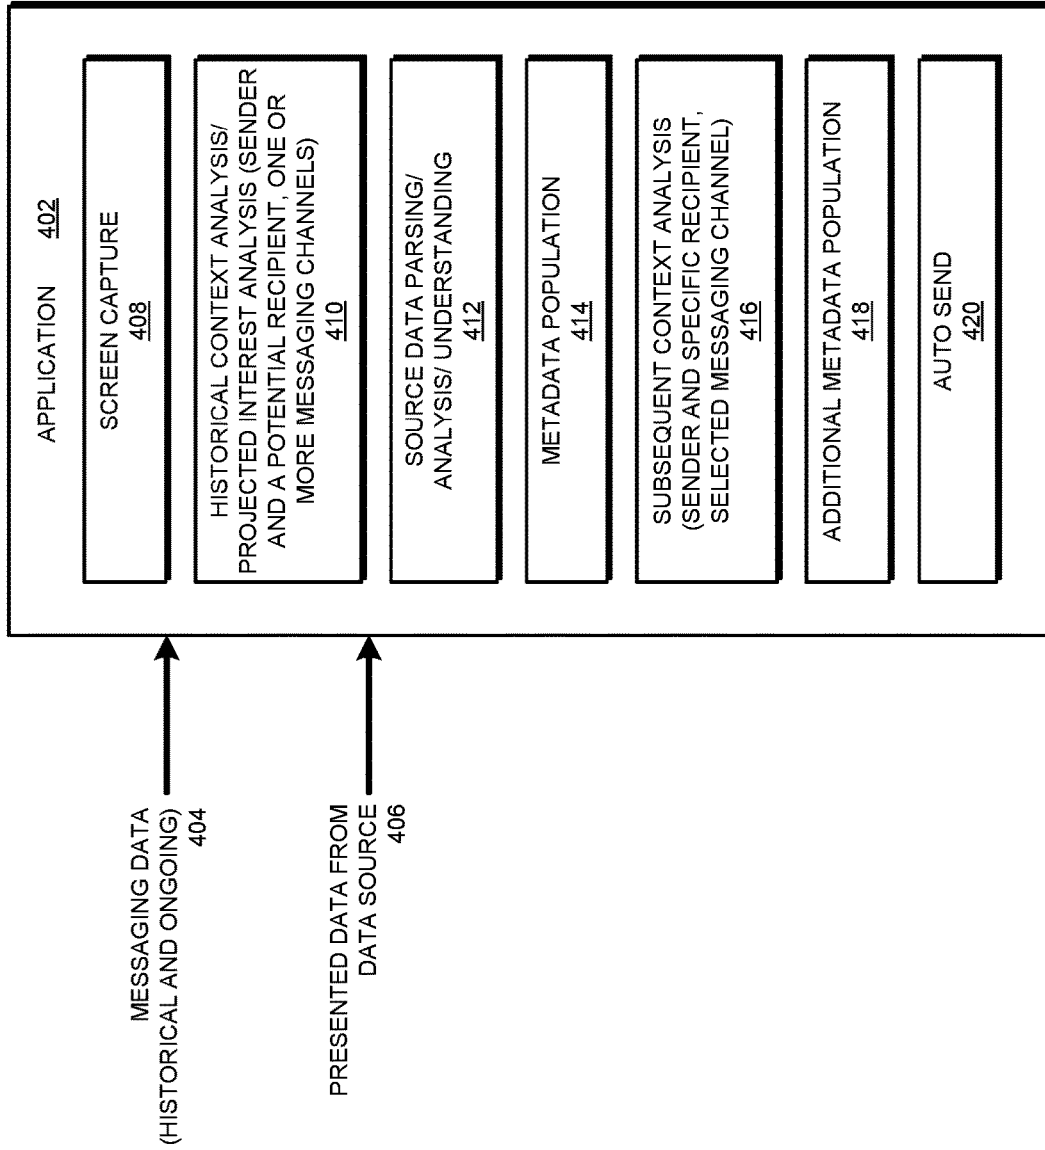 APPLICATION 402
SCREEN CAPTURE
408
HISTORICAL CONTEXT ANALYSIS/
PROJECTED INTEREST ANALYSIS (SENDER
AND A POTENTIAL RECIPIENT, ONE OR
MORE MESSAGING CHANNELS)
410
SOURCE DATA PARSING/
ANALYSIS/ UNDERSTANDING
412
METADATA POPULATION
414
SUBSEQUENT CONTEXT ANALYSIS
(SENDER AND SPECIFIC RECIPIENT,
SELECTED MESSAGING CHANNEL)
416
ADDITIONAL METADATA POPULATION
418
AUTO SEND
420
MESSAGING DATA
(HISTORICAL AND ONGOING)
404
PRESENTED DATA FROM
DATA SOURCE
406